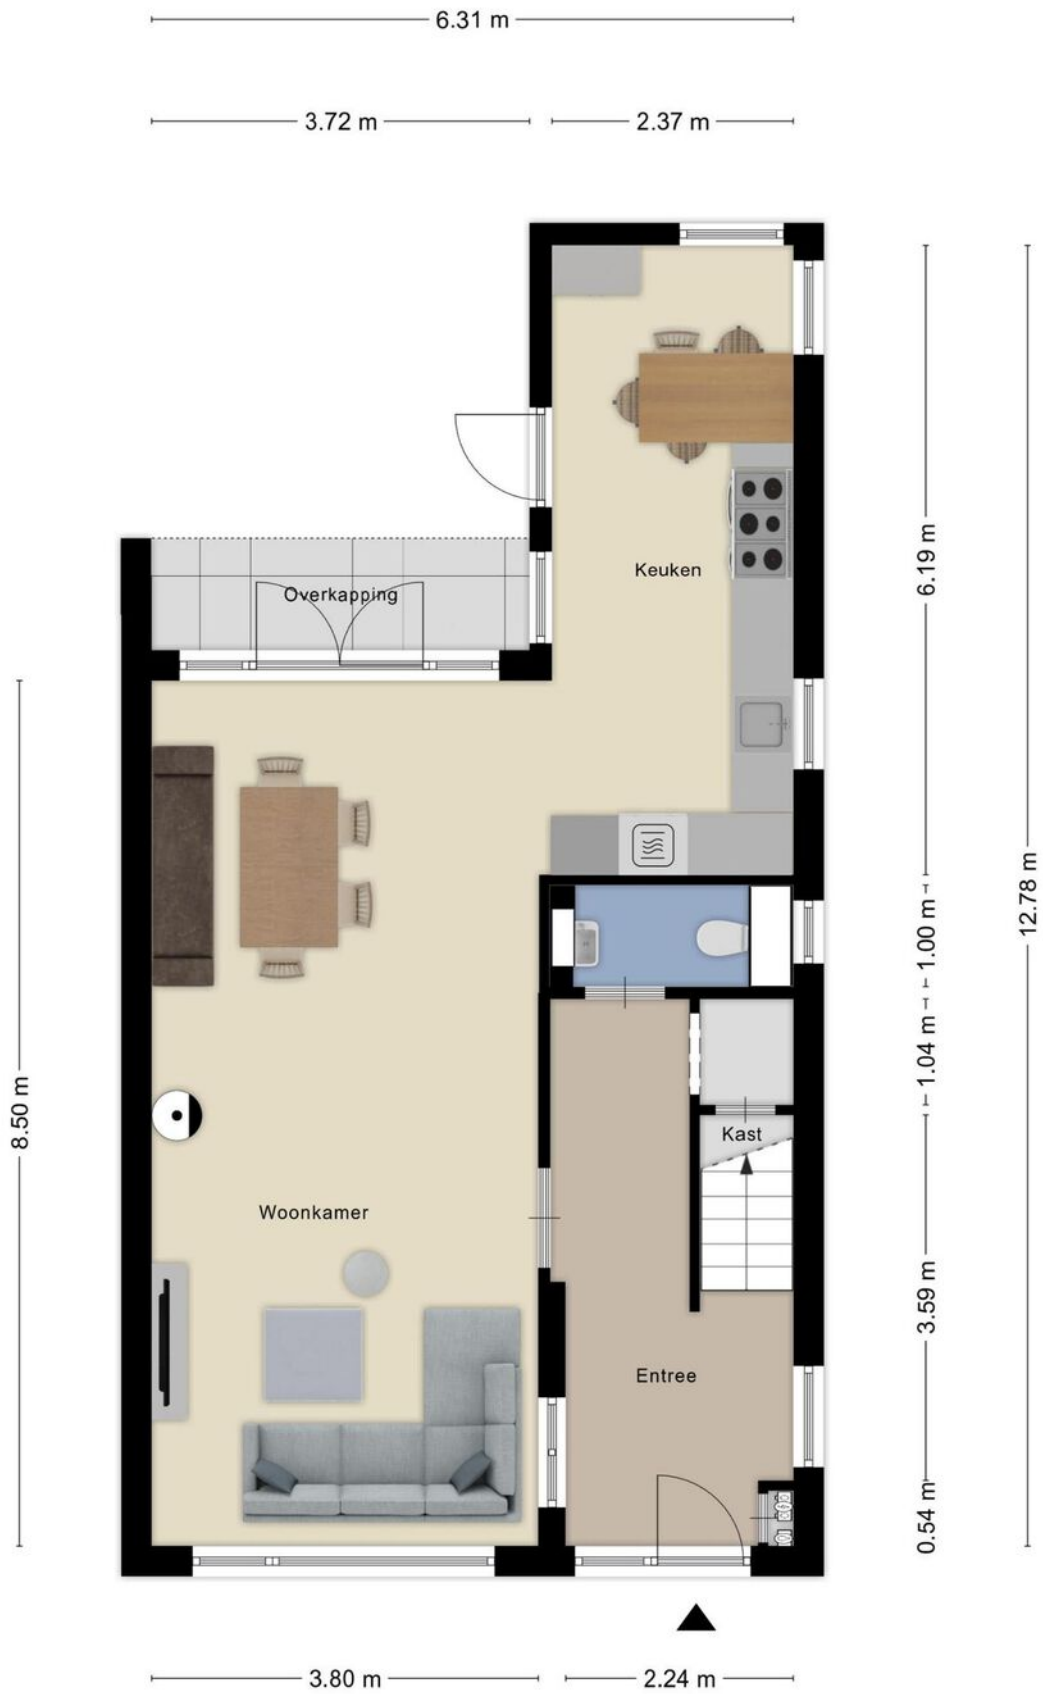 6.31 m
3.72 m
2.37 m
Keuken
Overkapping
6.19 m
12.78 m
1.00 m
1.04 m
8.50 m
Kast
Woonkamer
3.59 m
Entree
0.54 m
3.80 m
2.24 m